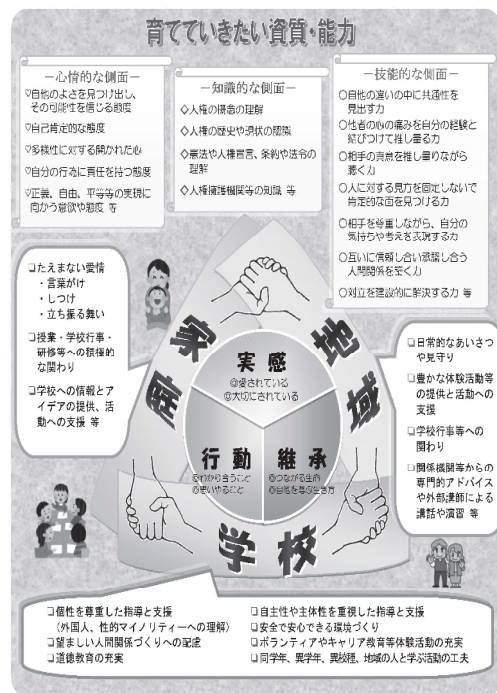 育てていきたい資質・能力
－心情的な側面－
♡自他のよさを見つけ出し、
その可能性を信じる態度
♡自己肯定的な態度
♡多様性に対する開かれた心
♡自分の行為に責任を持つ態度
♡正義、自由、平等等の実現に
向かう意欲や態度 等
－知識的な側面－
◇人権の概念の理解
◇人権の歴史や現状の認識
◇憲法や人権宣言、条約や法令の
理解
◇人権擁護機関等の知識 等
－技能的な側面－
○自他の違いの中に共通性を
見出す力
○他者の心の痛みを自分の経験と
結びつけて推し量る力
○相手の真意を推し量りながら
聴く力
○人に対する見方を固定しないで
肯定的な面を見つける力
○相手を尊重しながら、自分の
気持ちや考えを表現する力
○互いに信頼し合い承認し合う
人間関係を築く力
○対立を建設的に解決する力 等
□たえまない愛情
・言葉がけ
・しつけ
・立ち振る舞い
□授業・学校行事・
研修等への積極的
な関わり
□学校への情報とア
イデアの提供、活
動への支援 等
家庭
地域
実感
◎愛されている
◎大切にされている
行動
◎わかり合うこと
◎思いやること
継承
◎つながる生命
◎自然を尊ぶ生き方
学校
□日常的なあいさつ
や見守り
□豊かな体験活動等
の提供と活動への
支援
□学校行事等への
関わり
□関係機関等からの
専門的アドバイス
や外部講師による
講話や演習 等
□個性を尊重した指導と支援
（外国人、性的マイノリティーへの理解）
□望ましい人間関係づくりへの配慮
□道徳教育の充実
□自主性や主体性を重視した指導と支援
□安全で安心できる環境づくり
□ボランティアやキャリア教育等体験活動の充実
□同学年、異学年、異校種、地域の人と学ぶ活動の工夫